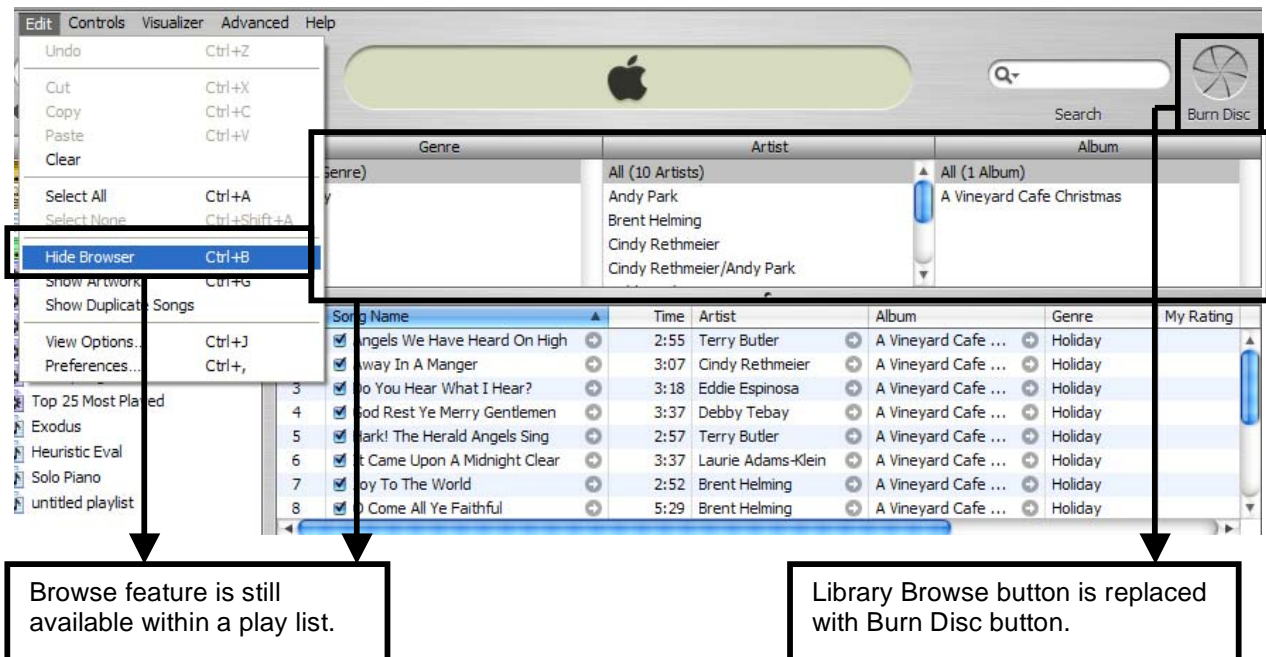 Edit Controls Visualizer Advanced Help
Undo Ctrl+Z
Cut Ctrl+X
Copy Ctrl+C
Paste Ctrl+V
Clear
Select All Ctrl+A
Select None Ctrl+Shift+A
Hide Browser Ctrl+B
Show Artwork Ctrl+G
Show Duplicate Songs
View Options... Ctrl+J
Preferences... Ctrl+,
Search
Burn Disc
Genre Artist Album
Genre) All (10 Artists) All (1 Album)
y Andy Park A Vineyard Cafe Christmas
Brent Helming
Cindy Rethmeier
Cindy Rethmeier/Andy Park
Song Name Time Artist Album Genre My Rating
Angels We Have Heard On High 2:55 Terry Butler A Vineyard Cafe ... Holiday
Away In A Manger 3:07 Cindy Rethmeier A Vineyard Cafe ... Holiday
3 Do You Hear What I Hear? 3:18 Eddie Espinosa A Vineyard Cafe ... Holiday
4 God Rest Ye Merry Gentlemen 3:37 Debby Tebay A Vineyard Cafe ... Holiday
5 Hark! The Herald Angels Sing 2:57 Terry Butler A Vineyard Cafe ... Holiday
6 It Came Upon A Midnight Clear 3:37 Laurie Adams-Klein A Vineyard Cafe ... Holiday
7 Joy To The World 2:52 Brent Helming A Vineyard Cafe ... Holiday
8 O Come All Ye Faithful 5:29 Brent Helming A Vineyard Cafe ... Holiday
Top 25 Most Played
Exodus
Heuristic Eval
Solo Piano
untitled playlist
Browse feature is still
available within a play list.
Library Browse button is replaced
with Burn Disc button.